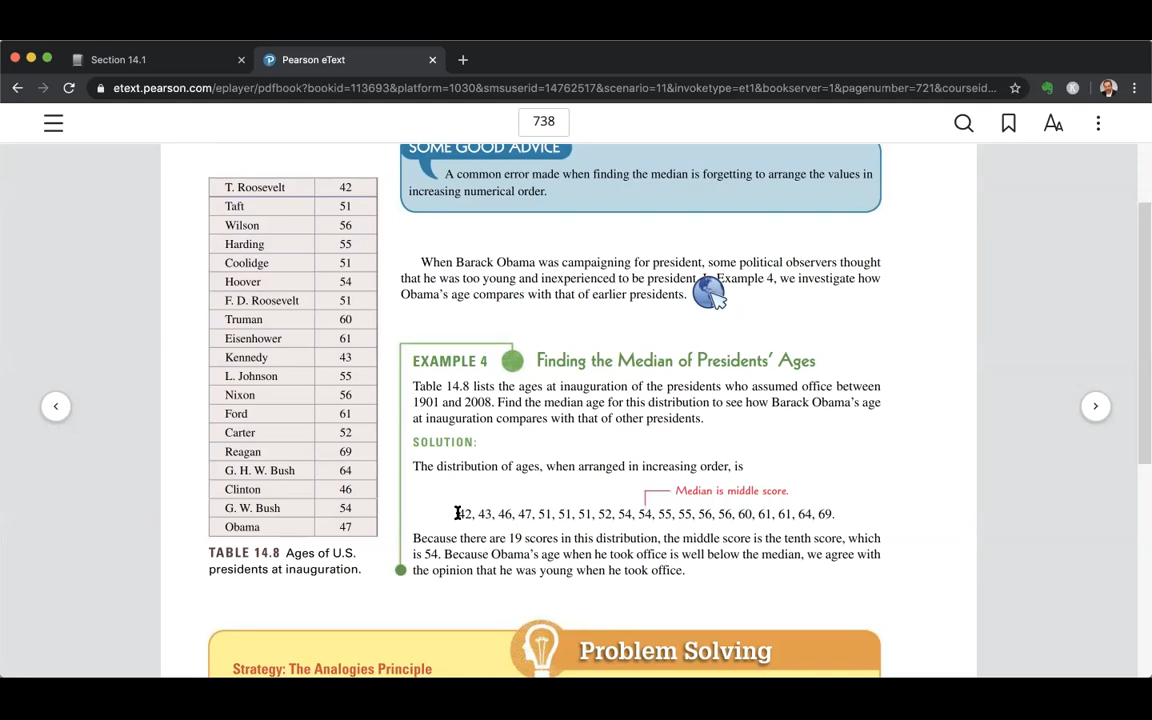 Section 14.1
Pearson eText
etext.pearson.com/eplayer/pdfbook?bookid=113693&platform=1030&smsuserid=14762517&scenario=11&invoketype=et1&bookserver=1&pagenumber=721&courseid...
738
SOME GOOD ADVICE
A common error made when finding the median is forgetting to arrange the values in
increasing numerical order.
T. Roosevelt 42
Taft 51
Wilson 56
Harding 55
Coolidge 51
Hoover 54
F. D. Roosevelt 51
Truman 60
Eisenhower 61
Kennedy 43
L. Johnson 55
Nixon 56
Ford 61
Carter 52
Reagan 69
G. H. W. Bush 64
Clinton 46
G. W. Bush 54
Obama 47
TABLE 14.8 Ages of U.S.
presidents at inauguration.
When Barack Obama was campaigning for president, some political observers thought
that he was too young and inexperienced to be president. In Example 4, we investigate how
Obama's age compares with that of earlier presidents.
EXAMPLE 4 Finding the Median of Presidents' Ages
Table 14.8 lists the ages at inauguration of the presidents who assumed office between
1901 and 2008. Find the median age for this distribution to see how Barack Obama's age
at inauguration compares with that of other presidents.
SOLUTION:
The distribution of ages, when arranged in increasing order, is
Median is middle score.
42, 43, 46, 47, 51, 51, 51, 52, 54, 54, 55, 55, 56, 56, 60, 61, 61, 64, 69.
Because there are 19 scores in this distribution, the middle score is the tenth score, which
is 54. Because Obama's age when he took office is well below the median, we agree with
the opinion that he was young when he took office.
Problem Solving
Strategy: The Analogies Principle